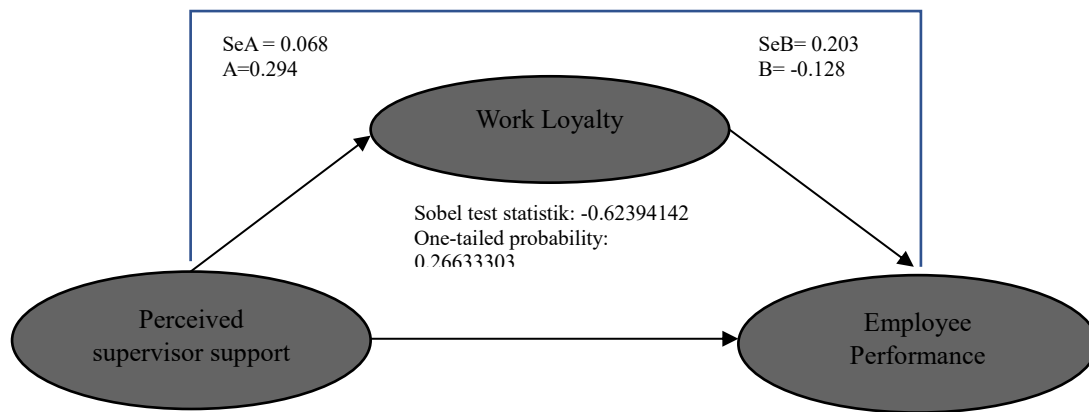 SeA = 0.068
A=0.294
SeB= 0.203
B= -0.128
Work Loyalty
Sobel test statistik: -0.62394142
One-tailed probability:
0.26633303
Perceived
supervisor support
Employee
Performance